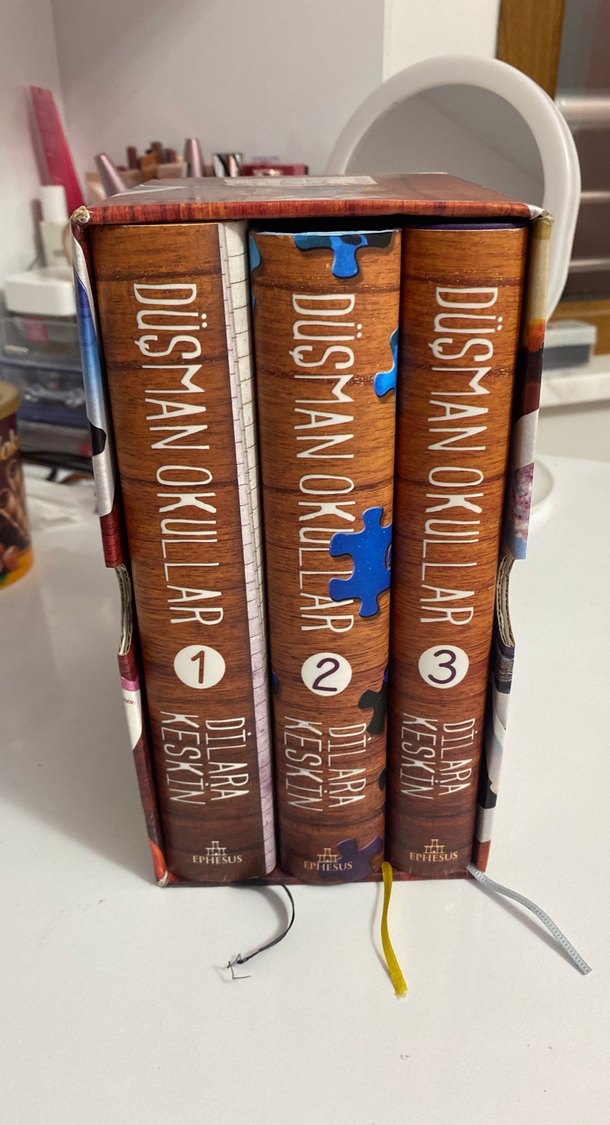 DÜŞMAN OKULLAR
1
DİLARA
KESKİN
EPHESUS
DÜŞMAN OKULLAR
2
DİLARA
KESKİN
EPHESUS
DÜŞMAN OKULLAR
3
DİLARA
KESKİN
EPHESUS